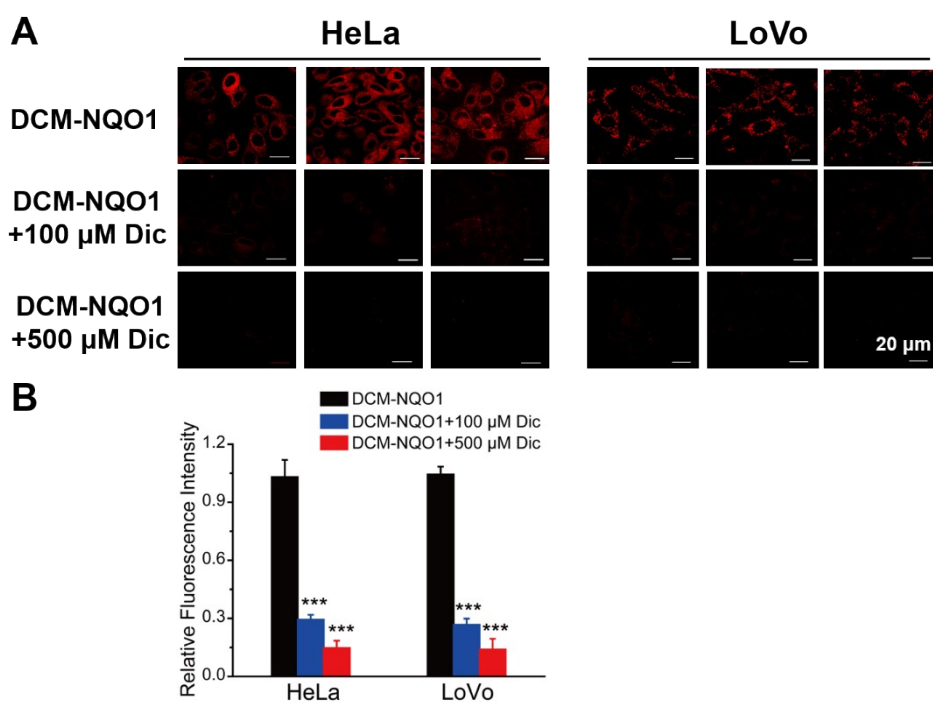 A
HeLa
LoVo
DCM-NQO1
DCM-NQO1
+100 µM Dic
DCM-NQO1
+500 µM Dic
20 µm
B
DCM-NQO1
DCM-NQO1+100 µM Dic
DCM-NQO1+500 µM Dic
Relative Fluorescence Intensity
1.2
0.9
0.6
0.3
0.0
***
***
***
***
HeLa
LoVo